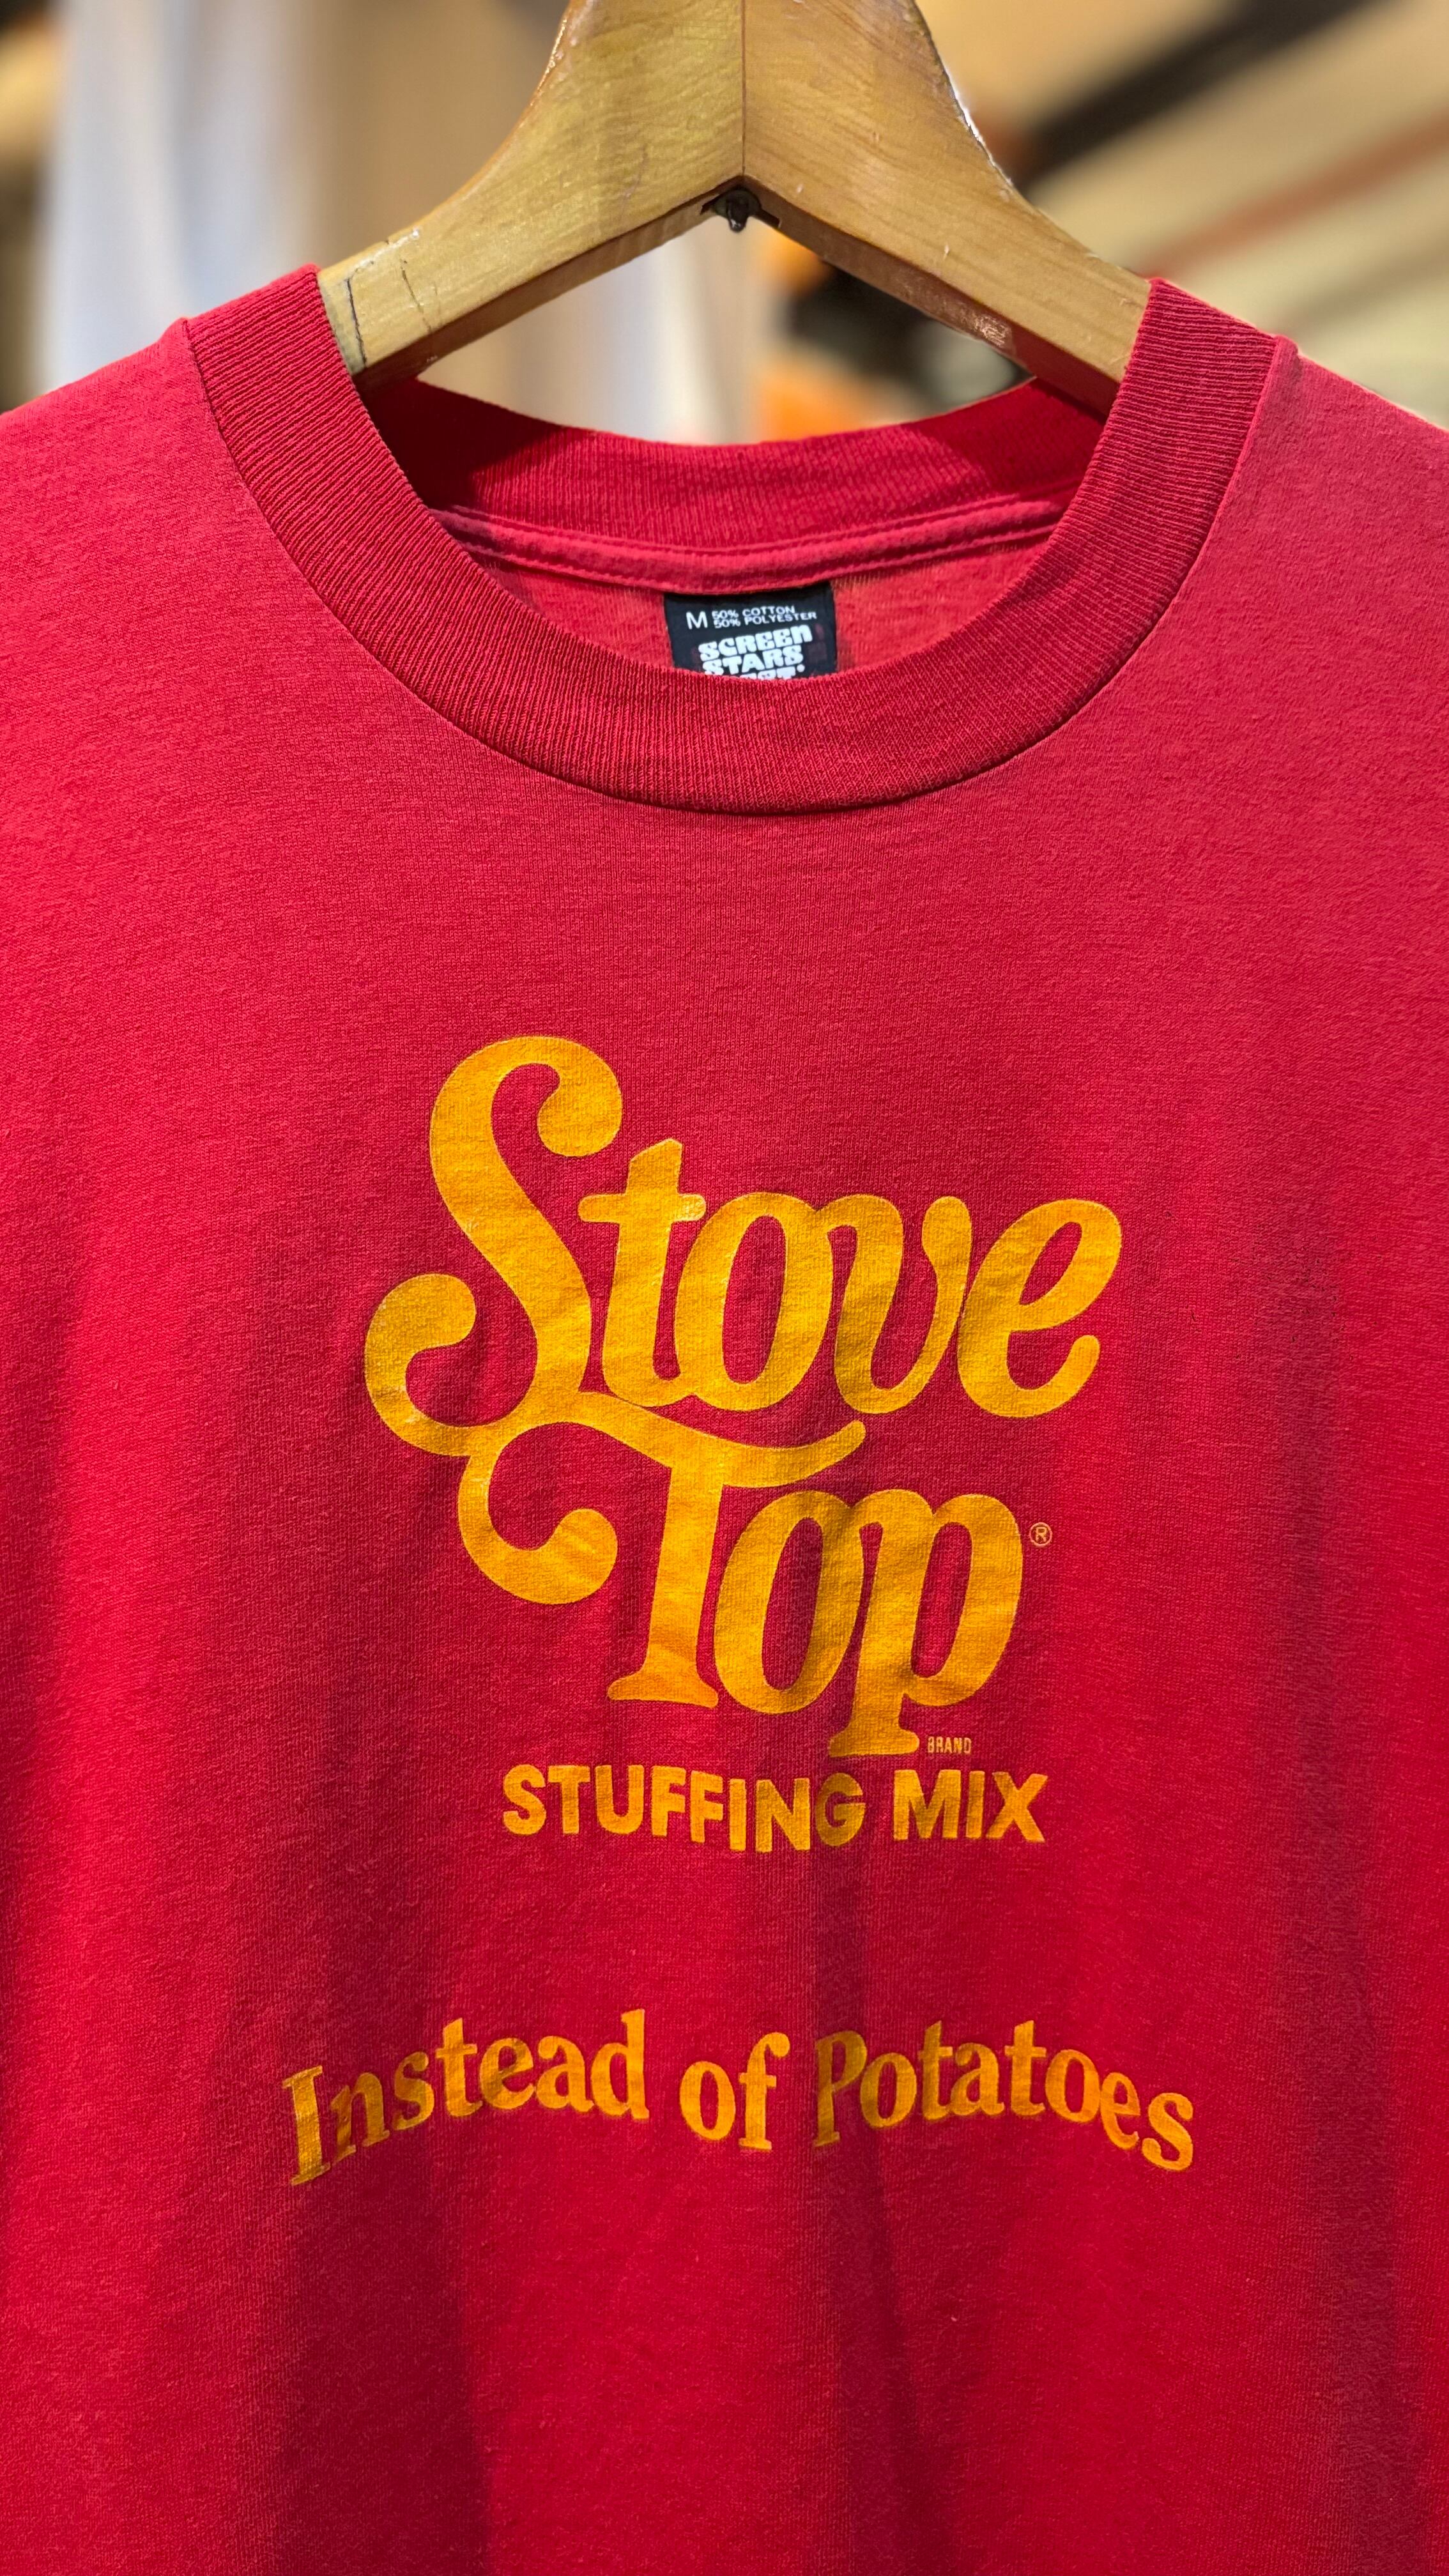 M 50% COTTON
50% POLYESTER
SCREEN
STARS
Stove
Top®
BRAND
STUFFING MIX
Instead of Potatoes